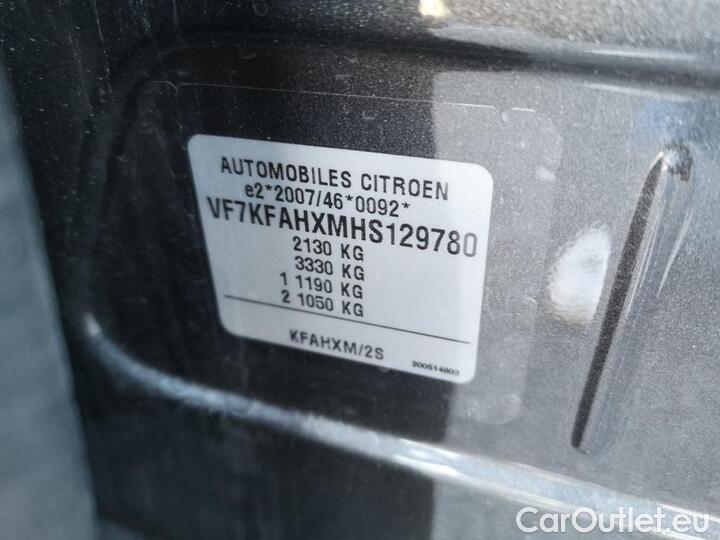 AUTOMOBILES CITROEN
e2*2007/46*0092*
VF7KFAHXMHS129780
2130 KG
3330 KG
1 1190 KG
2 1050 KG
KFAHXM/2S
200514803
CarOutlet.eu